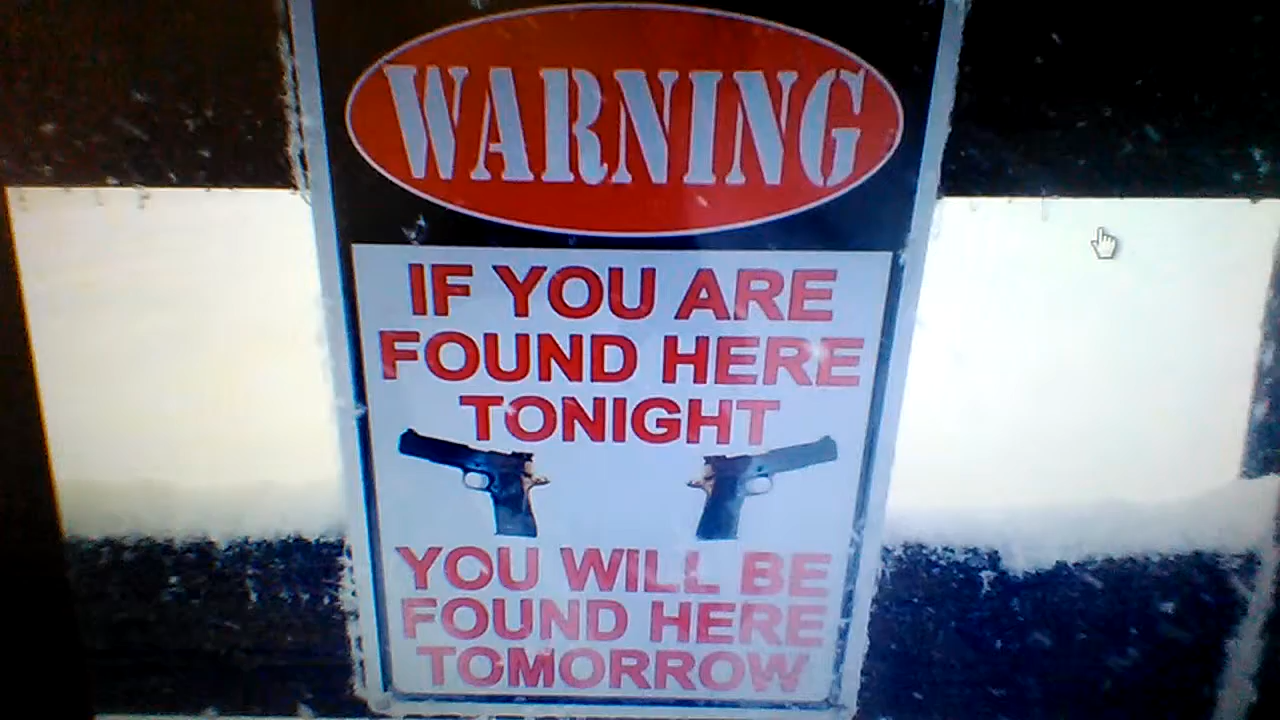 WARNING
IF YOU ARE
FOUND HERE
TONIGHT
YOU WILL BE
FOUND HERE
TOMORROW